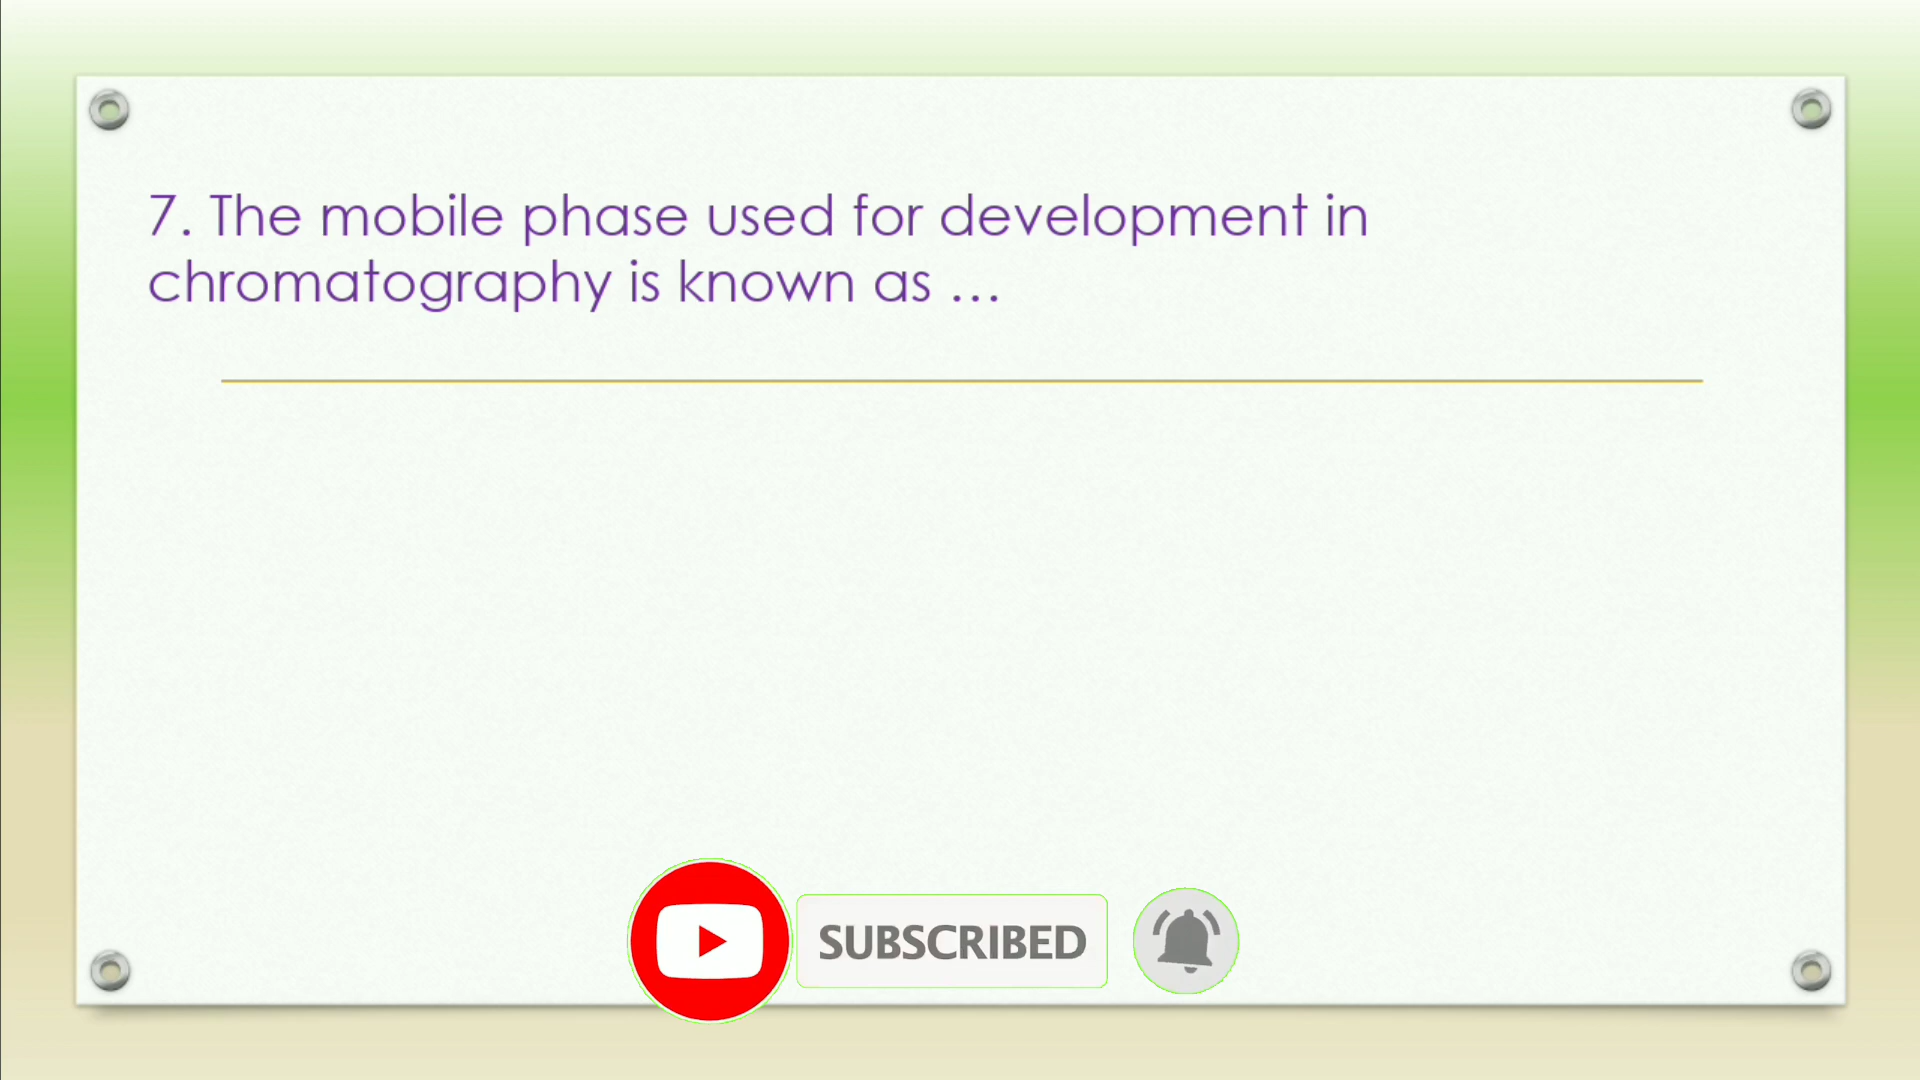 7. The mobile phase used for development in
chromatography is known as …
SUBSCRIBED